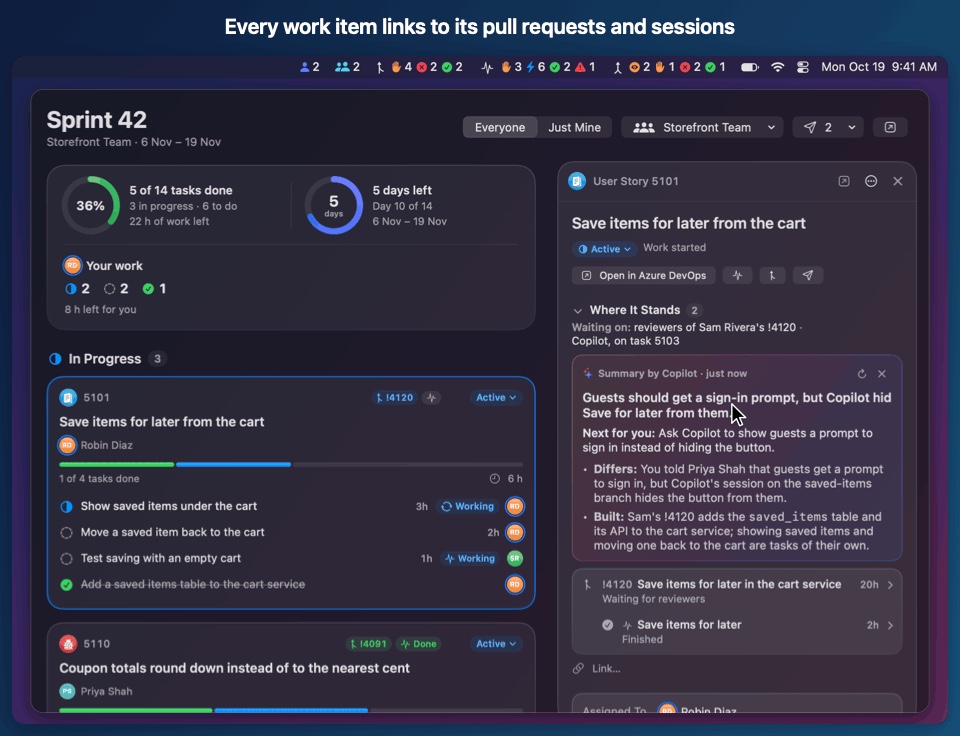 Every work item links to its pull requests and sessions
2 2 4 2 2 3 6 2 1 2 1 2 1 Mon Oct 19 9:41 AM
Sprint 42
Storefront Team · 6 Nov – 19 Nov
Everyone Just Mine Storefront Team 2
36%
5 of 14 tasks done
3 in progress · 6 to do
22 h of work left
5
days
5 days left
Day 10 of 14
6 Nov – 19 Nov
RD Your work
2 2 1
8 h left for you
In Progress 3
5101 !4120 Active
Save items for later from the cart
RD Robin Diaz
1 of 4 tasks done 6 h
Show saved items under the cart 3h Working RD
Move a saved item back to the cart 2h RD
Test saving with an empty cart 1h Working SR
Add a saved items table to the cart service RD
5110 !4091 Done Active
Coupon totals round down instead of to the nearest cent
PS Priya Shah
User Story 5101
Save items for later from the cart
Active Work started
Open in Azure DevOps
Where It Stands 2
Waiting on: reviewers of Sam Rivera's !4120 ·
Copilot, on task 5103
Summary by Copilot · just now
Guests should get a sign-in prompt, but Copilot hid
Save for later from them.
Next for you: Ask Copilot to show guests a prompt to
sign in instead of hiding the button.
• Differs: You told Priya Shah that guests get a prompt
to sign in, but Copilot's session on the saved-items
branch hides the button from them.
• Built: Sam's !4120 adds the saved_items table and
its API to the cart service; showing saved items and
moving one back to the cart are tasks of their own.
!4120 Save items for later in the cart service 20h
Waiting for reviewers
Save items for later 2h
Finished
Link...
Assigned To RD Robin Diaz